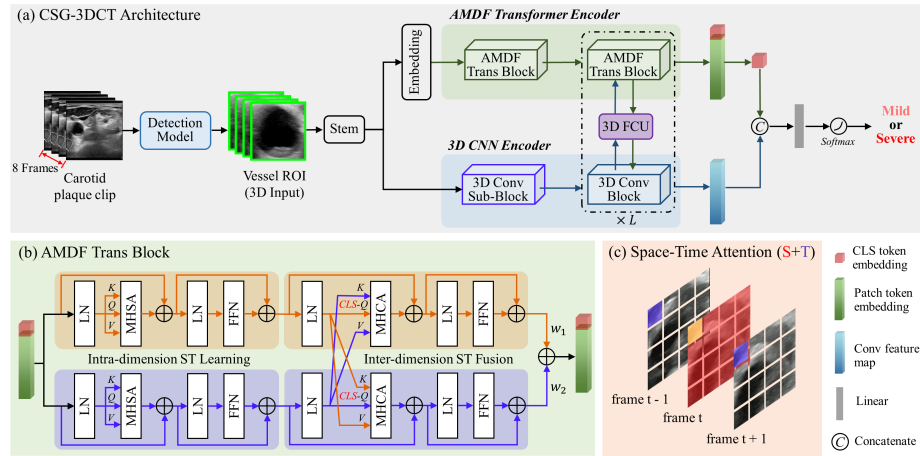 (a) CSG-3DCT Architecture
AMDF Transformer Encoder
Embedding
AMDF
Trans Block
AMDF
Trans Block
3D FCU
8 Frames
Carotid
plaque clip
Detection
Model
Vessel ROI
(3D Input)
Stem
3D CNN Encoder
3D Conv
Sub-Block
3D Conv
Block
× L
C
Softmax
Mild
or
Severe
(b) AMDF Trans Block
LN
K
Q
V
MHSA
LN
FFN
LN
K
CLS-Q
V
MHCA
LN
FFN
w1
Intra-dimension ST Learning
Inter-dimension ST Fusion
LN
K
Q
V
MHSA
LN
FFN
LN
K
CLS-Q
V
MHCA
LN
FFN
w2
(c) Space-Time Attention (S+T)
frame t - 1
frame t
frame t + 1
CLS token
embedding
Patch token
embedding
Conv feature
map
Linear
C
Concatenate